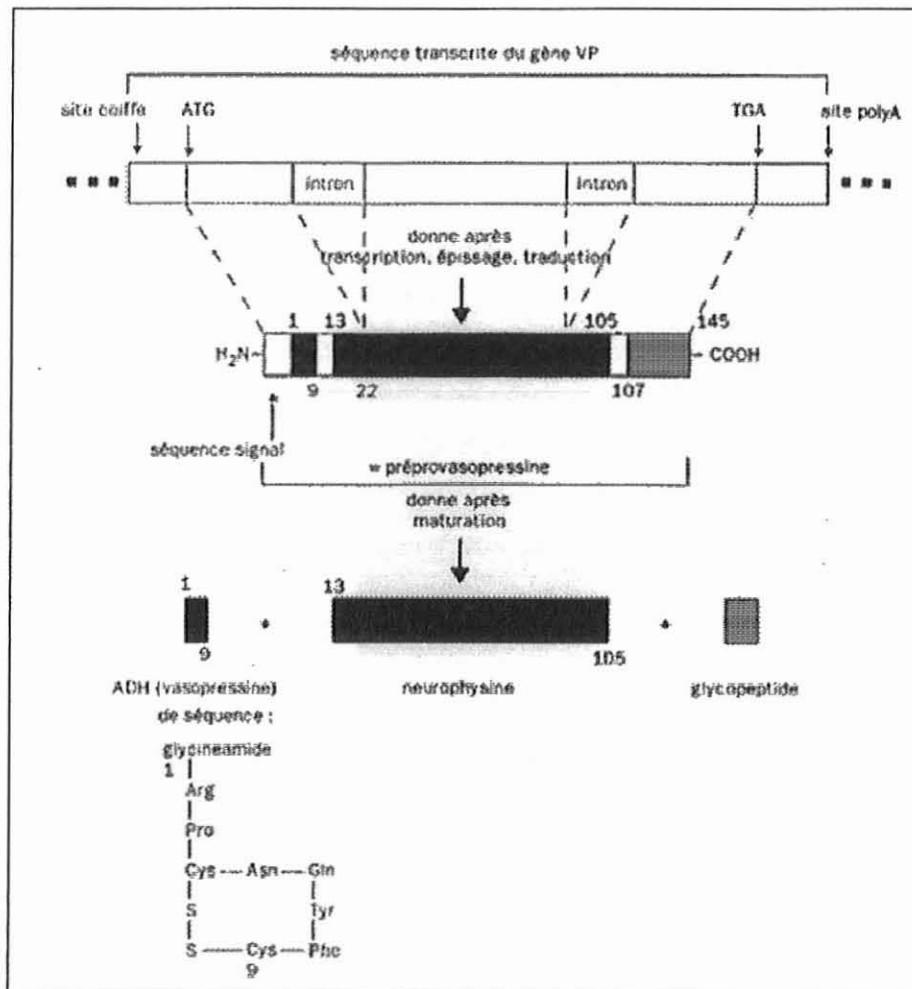 séquence transcrite du gène VP
site coiffe ATG TGA site polyA
intron intron
donne après
transcription, épissage, traduction
1 13 105 145
H2N COOH
9 22 107
séquence signal
préprovasopressine
donne après
maturation
1 13
9 105
ADH (vasopressine) neurophysine glycopeptide
de séquence :
glycineamide
1
Arg
Pro
Cys Asn Gln
S Tyr
S Cys Phe
9